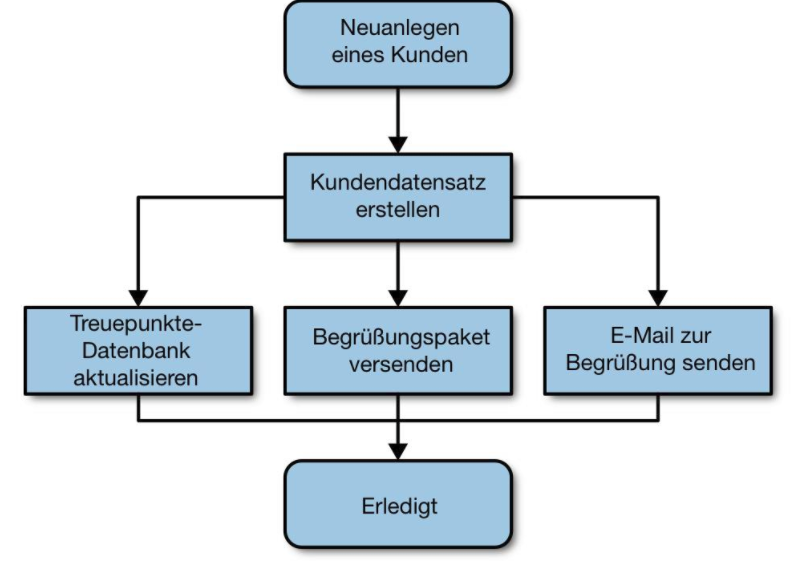 Neuanlegen
eines Kunden
Kundendatensatz
erstellen
Treuepunkte-
Datenbank
aktualisieren
Begrüßungspaket
versenden
E-Mail zur
Begrüßung senden
Erledigt